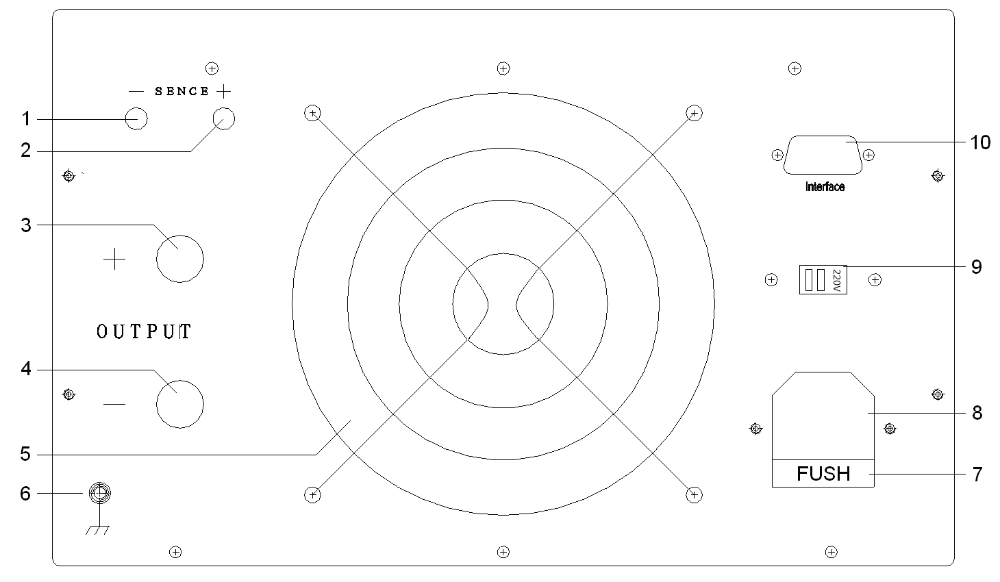 — SENCE +
1
2
10
Interface
3
+
9
220V
OUTPUT
4
—
8
5
FUSH
7
6